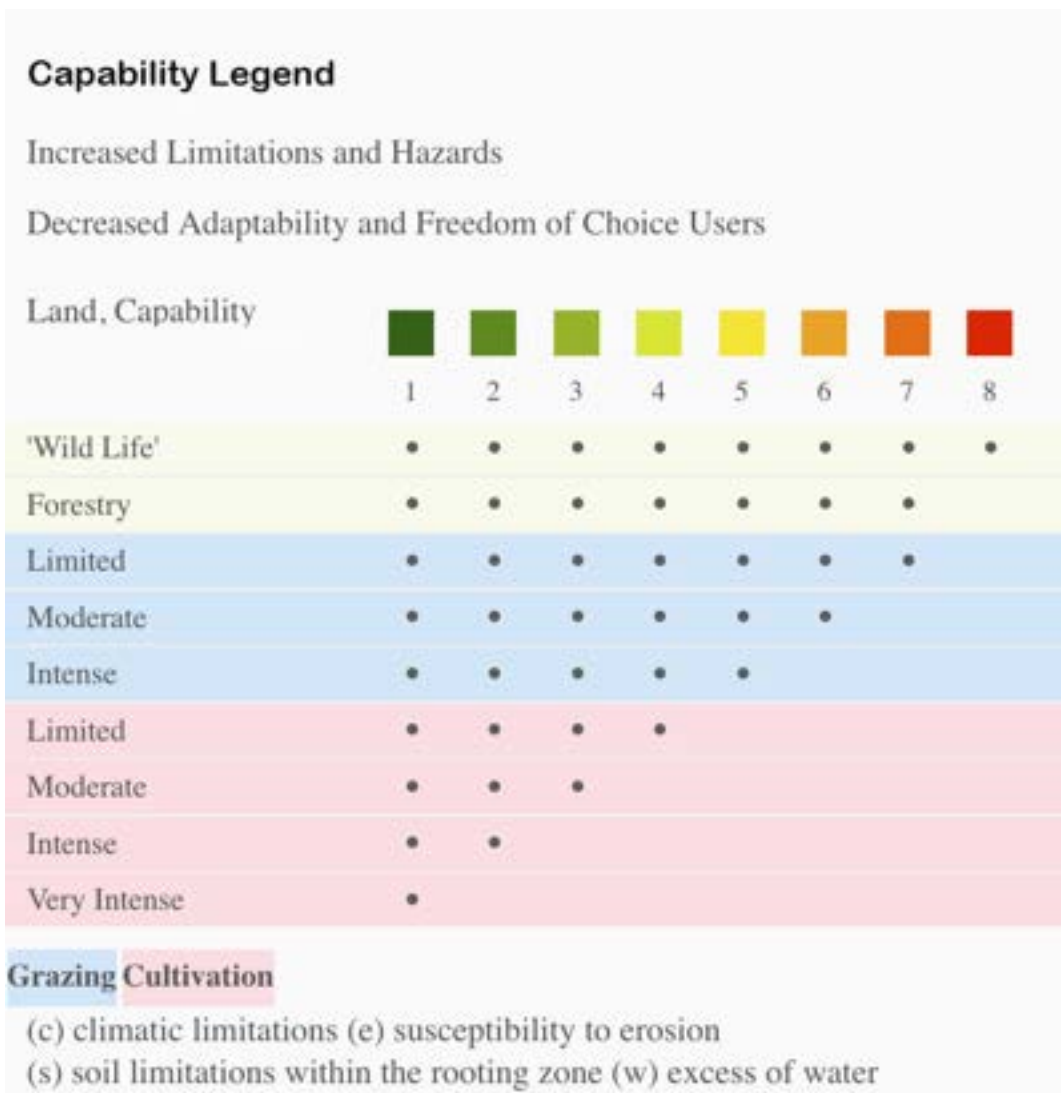 Capability Legend
Increased Limitations and Hazards
Decreased Adaptability and Freedom of Choice Users
Land, Capability
1 2 3 4 5 6 7 8
'Wild Life' • • • • • • • •
Forestry • • • • • • •
Limited • • • • • • •
Moderate • • • • • •
Intense • • • • •
Limited • • • •
Moderate • • •
Intense • •
Very Intense •
Grazing Cultivation
(c) climatic limitations (e) susceptibility to erosion
(s) soil limitations within the rooting zone (w) excess of water